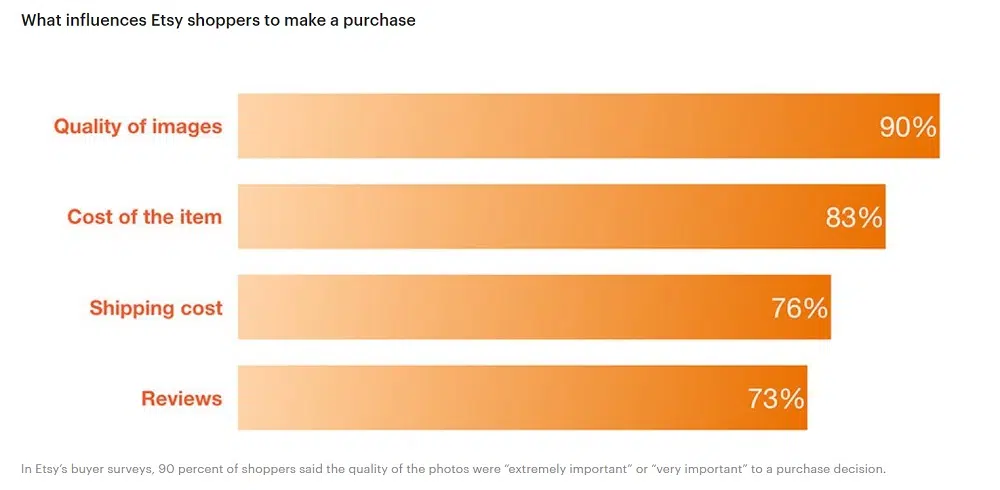 What influences Etsy shoppers to make a purchase
Quality of images
90%
Cost of the item
83%
Shipping cost
76%
Reviews
73%
In Etsy’s buyer surveys, 90 percent of shoppers said the quality of the photos were “extremely important” or “very important” to a purchase decision.